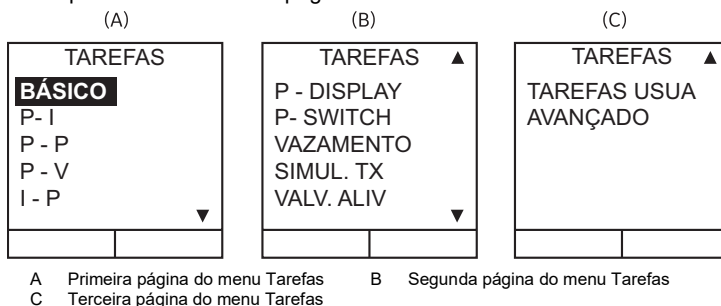 (A) (B) (C)
TAREFAS
BÁSICO
P- I
P - P
P - V
I - P
▼
TAREFAS ▲
P - DISPLAY
P- SWITCH
VAZAMENTO
SIMUL. TX
VALV. ALIV
▼
TAREFAS ▲
TAREFAS USUA
AVANÇADO
A Primeira página do menu Tarefas B Segunda página do menu Tarefas
C Terceira página do menu Tarefas